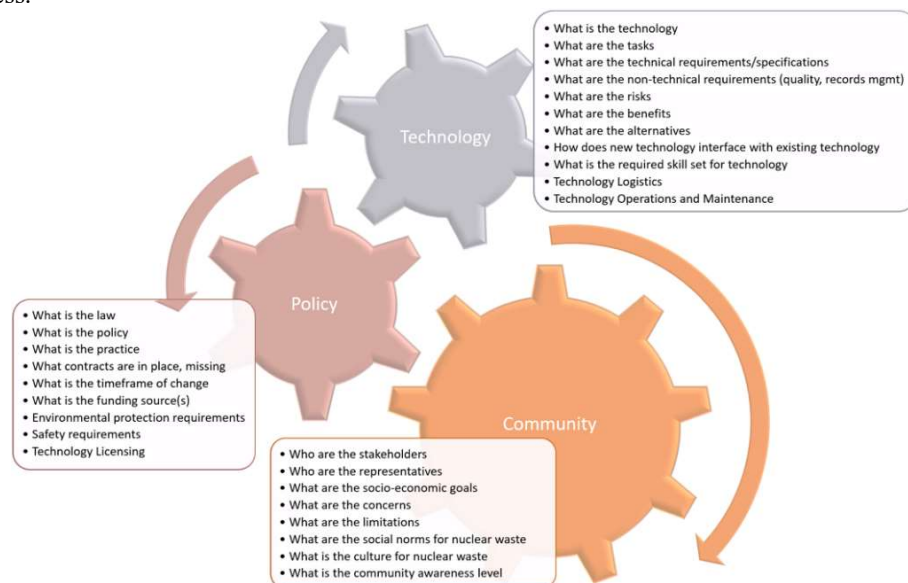 Technology
• What is the technology
• What are the tasks
• What are the technical requirements/specifications
• What are the non-technical requirements (quality, records mgmt)
• What are the risks
• What are the benefits
• What are the alternatives
• How does new technology interface with existing technology
• What is the required skill set for technology
• Technology Logistics
• Technology Operations and Maintenance
Policy
• What is the law
• What is the policy
• What is the practice
• What contracts are in place, missing
• What is the timeframe of change
• What is the funding source(s)
• Environmental protection requirements
• Safety requirements
• Technology Licensing
Community
• Who are the stakeholders
• Who are the representatives
• What are the socio-economic goals
• What are the concerns
• What are the limitations
• What are the social norms for nuclear waste
• What is the culture for nuclear waste
• What is the community awareness level